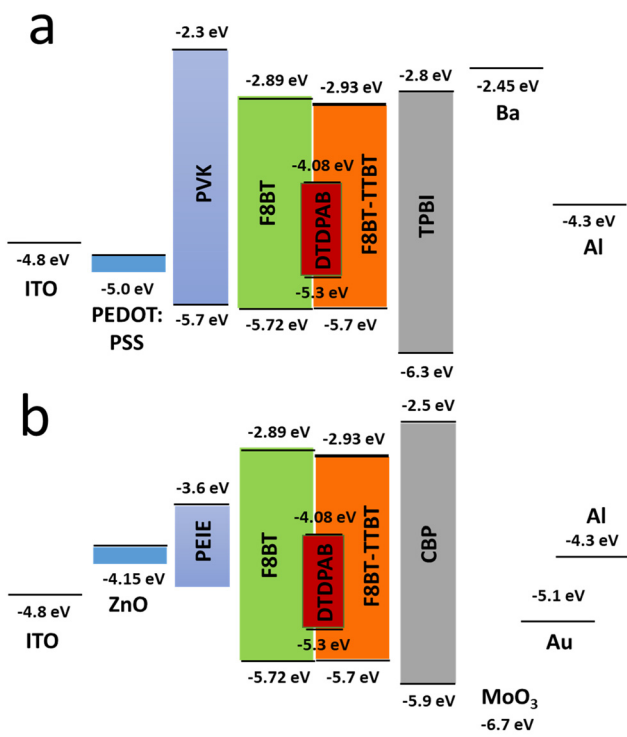 a
-2.3 eV
-2.89 eV
-2.93 eV
-2.8 eV
-2.45 eV
Ba
-4.08 eV
PVK
F8BT
DTDPAB
F8BT-TTBT
TPBI
-4.8 eV
ITO
-5.0 eV
PEDOT:
PSS
-4.3 eV
Al
-5.3 eV
-5.7 eV
-5.72 eV
-5.7 eV
-6.3 eV
b
-2.5 eV
-2.89 eV
-2.93 eV
-3.6 eV
-4.08 eV
PEIE
F8BT
DTDPAB
F8BT-TTBT
CBP
Al
-4.3 eV
-4.15 eV
ZnO
-4.8 eV
ITO
-5.1 eV
Au
-5.3 eV
-5.72 eV
-5.7 eV
-5.9 eV
MoO₃
-6.7 eV